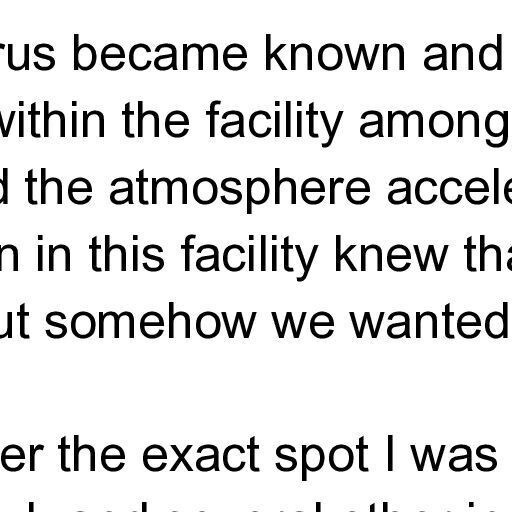 rus became known and
within the facility among
d the atmosphere accele
n in this facility knew tha
ut somehow we wanted
er the exact spot I was